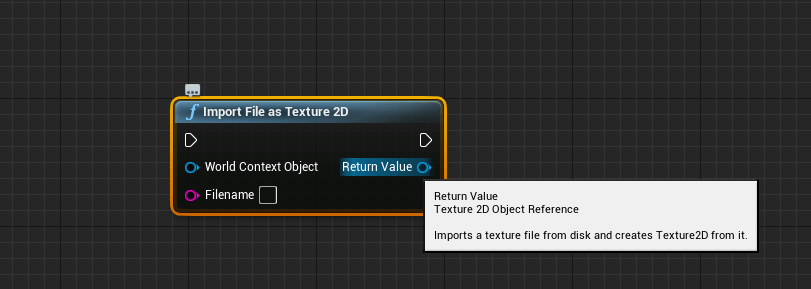 Import File as Texture 2D
World Context Object
Return Value
Filename
Return Value
Texture 2D Object Reference
Imports a texture file from disk and creates Texture2D from it.